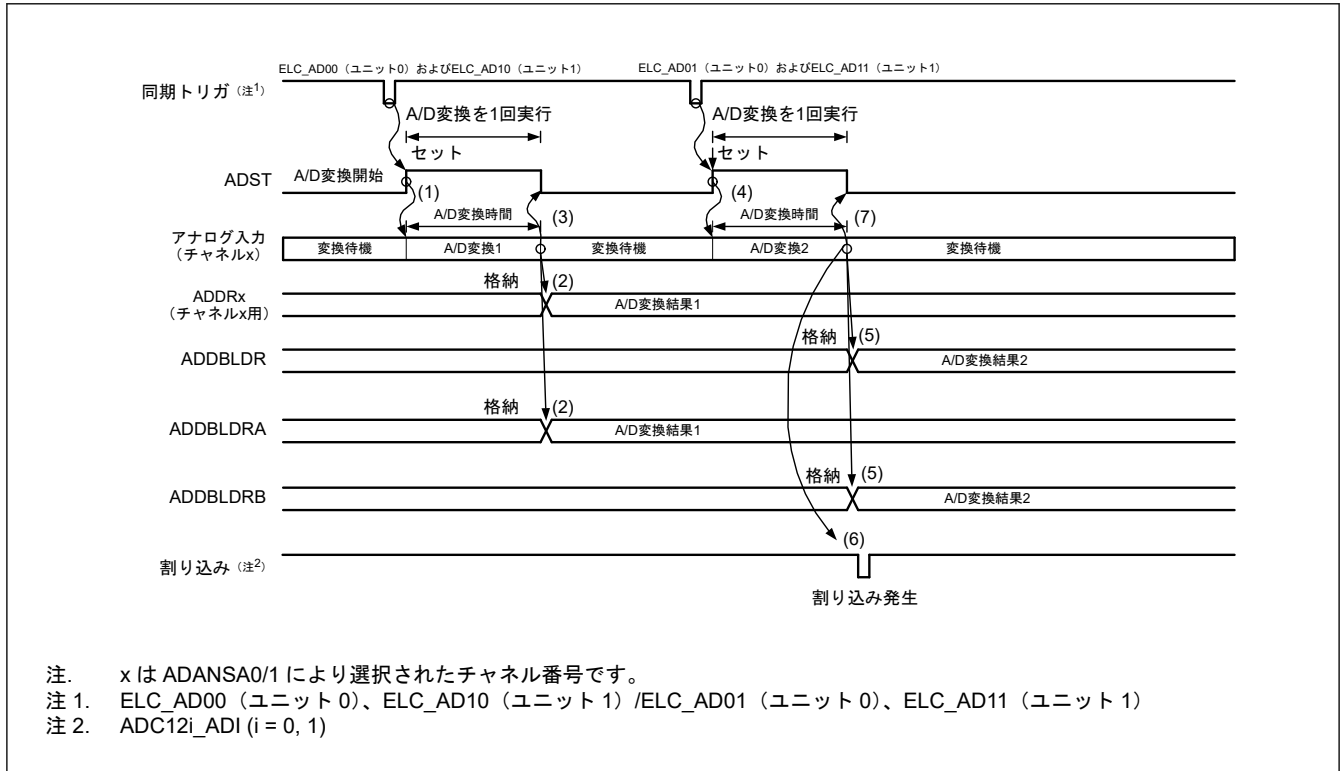 ELC_AD00（ユニット0）およびELC_AD10（ユニット1）
ELC_AD01（ユニット0）およびELC_AD11（ユニット1）
同期トリガ（注1）
A/D変換を1回実行
A/D変換を1回実行
セット
セット
ADST
A/D変換開始
(1)
(4)
A/D変換時間
(3)
A/D変換時間
(7)
アナログ入力
（チャネルx）
変換待機
A/D変換1
変換待機
A/D変換2
変換待機
格納
(2)
ADDRx
（チャネルx用）
A/D変換結果1
格納
(5)
ADDBLDR
A/D変換結果2
格納
(2)
ADDBLDRA
A/D変換結果1
格納
(5)
ADDBLDRB
A/D変換結果2
(6)
割り込み（注2）
割り込み発生
注. x は ADANSA0/1 により選択されたチャネル番号です。
注 1. ELC_AD00（ユニット 0）、ELC_AD10（ユニット 1）/ELC_AD01（ユニット 0）、ELC_AD11（ユニット 1）
注 2. ADC12i_ADI (i = 0, 1)